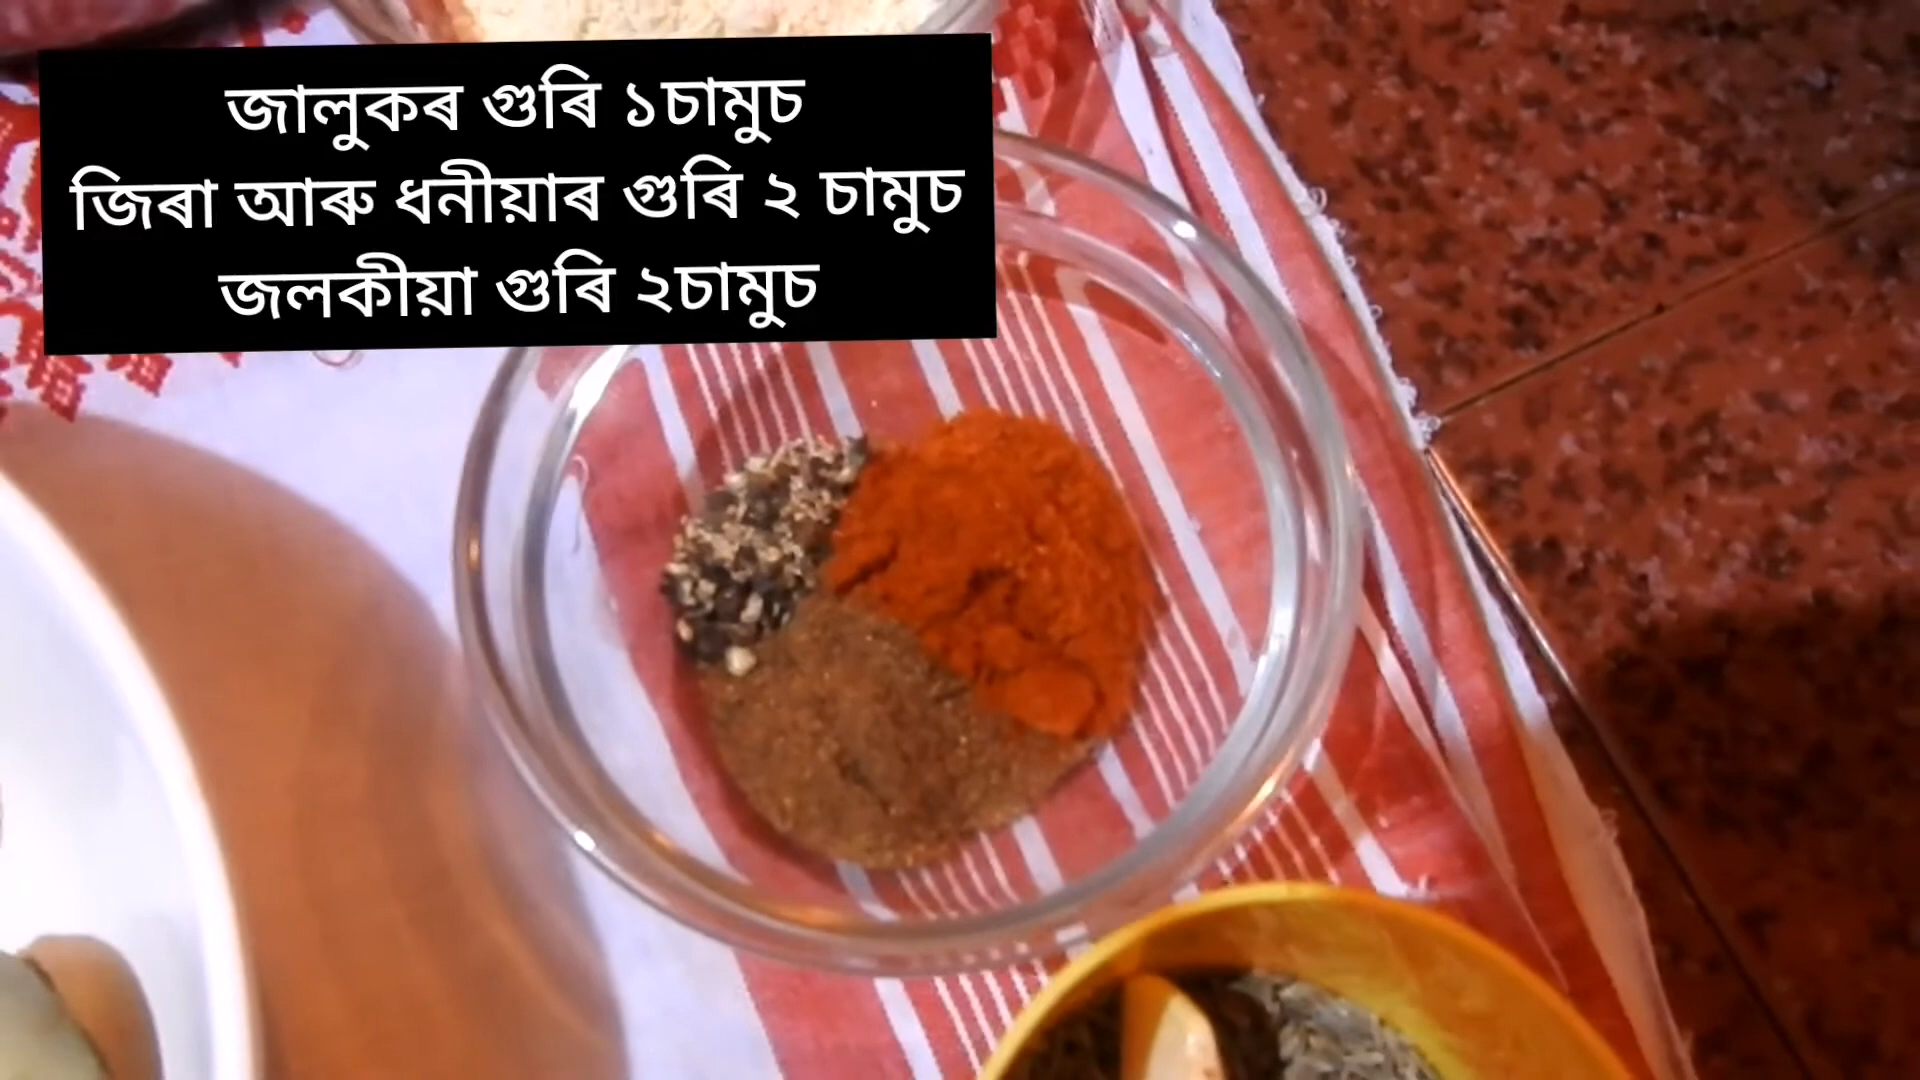 জালুকৰ গুৰি ১চামুচ
জিৰা আৰু ধনীয়াৰ গুৰি ২ চামুচ
জলকীয়া গুৰি ২চামুচ